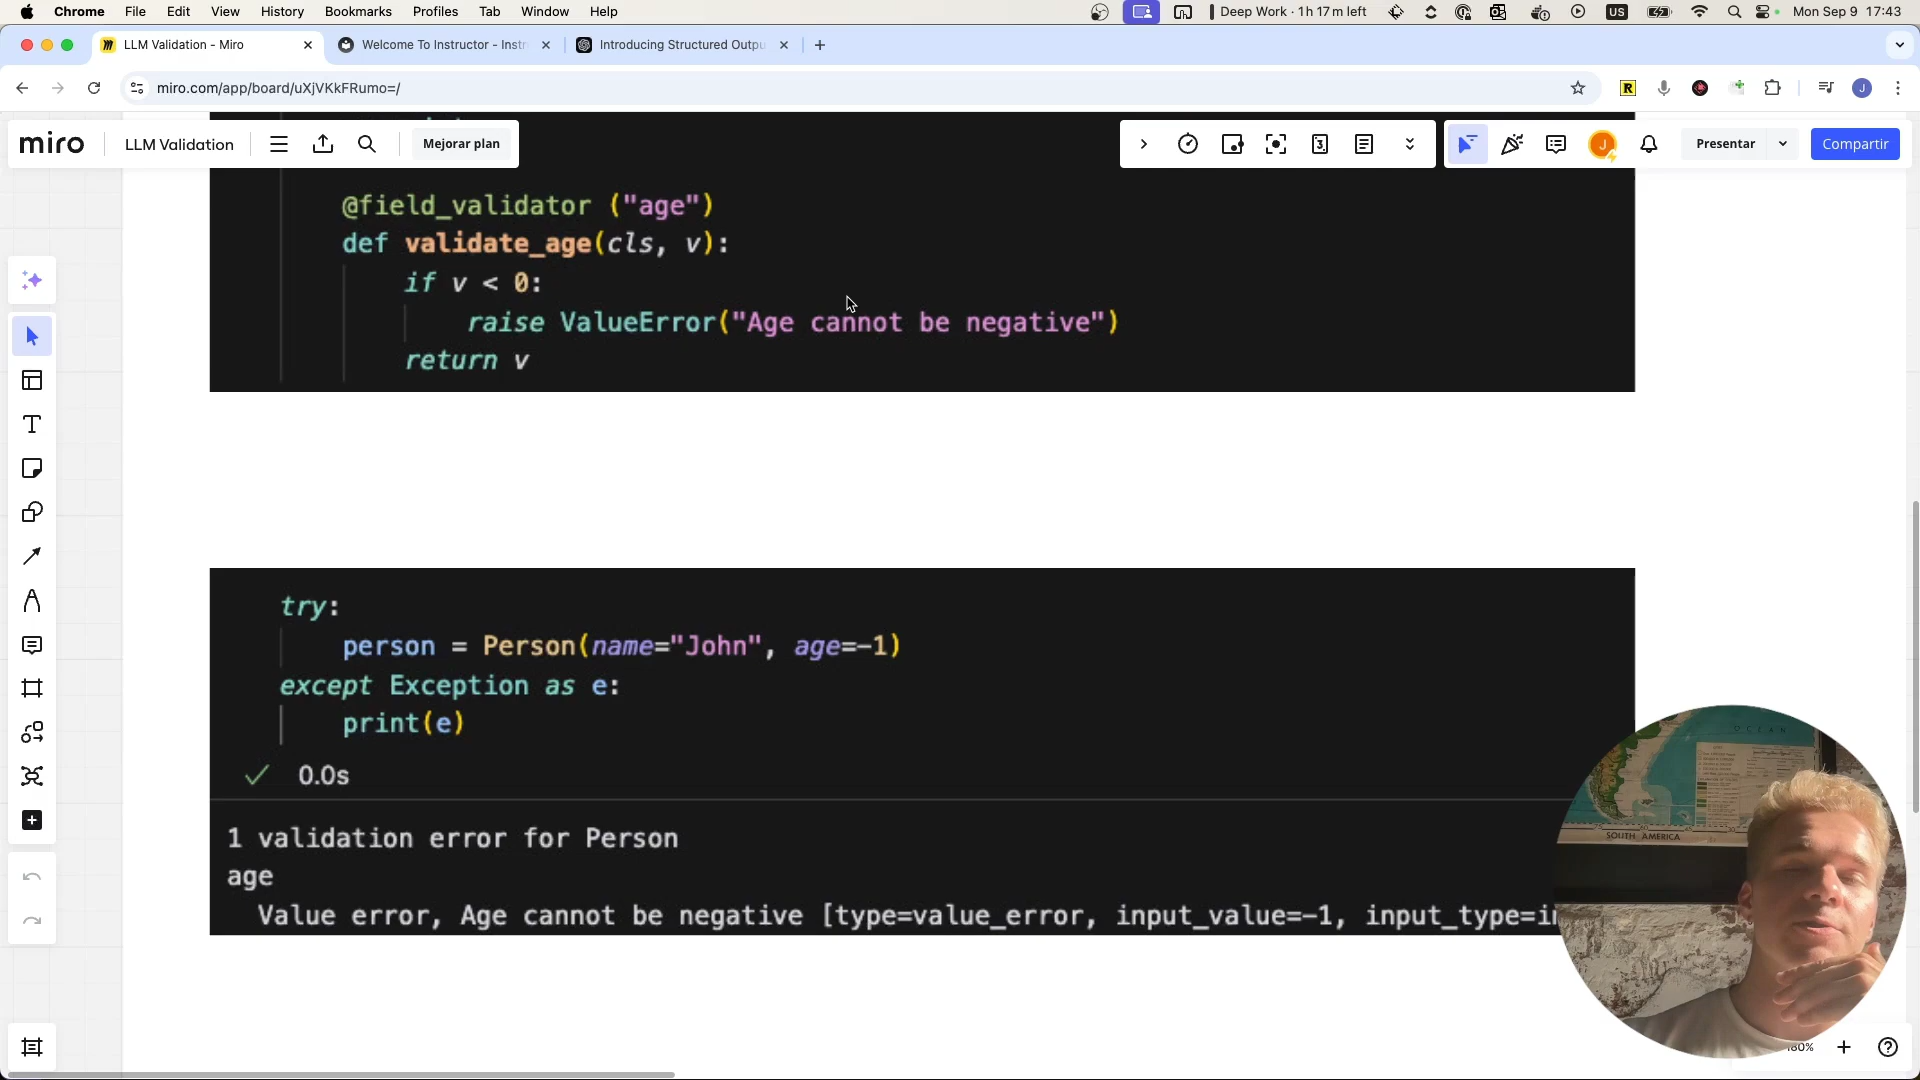 Chrome File Edit View History Bookmarks Profiles Tab Window Help
Deep Work · 1h 17m left
US
Mon Sep 9 17:43
LLM Validation - Miro
Welcome To Instructor - Instr
Introducing Structured Outpu
miro.com/app/board/uXjVKkFRumo=/
R
J
miro
LLM Validation
Mejorar plan
3
J
Presentar
Compartir
@field_validator ("age")
def validate_age(cls, v):
if v < 0:
raise ValueError("Age cannot be negative")
return v
try:
person = Person(name="John", age=-1)
except Exception as e:
print(e)
0.0s
1 validation error for Person
age
Value error, Age cannot be negative [type=value_error, input_value=-1, input_type=in
OCEAN
SOUTH AMERICA